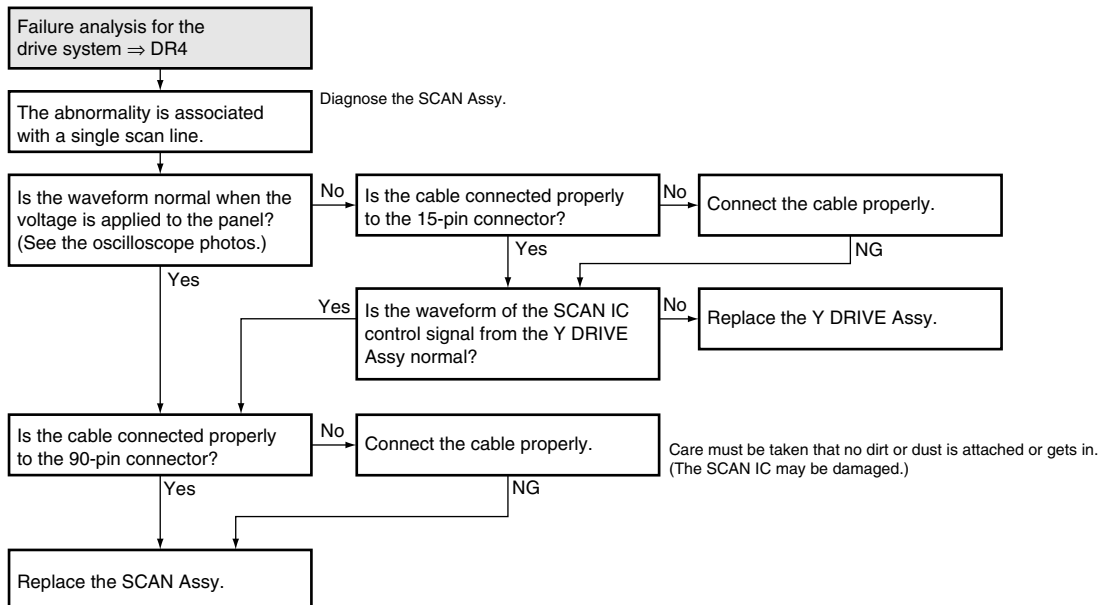 Failure analysis for the
drive system ⇒ DR4
The abnormality is associated
with a single scan line.
Diagnose the SCAN Assy.
Is the waveform normal when the
voltage is applied to the panel?
(See the oscilloscope photos.)
No
Is the cable connected properly
to the 15-pin connector?
No
Connect the cable properly.
Yes
Yes
NG
Yes
Is the waveform of the SCAN IC
control signal from the Y DRIVE
Assy normal?
No
Replace the Y DRIVE Assy.
Is the cable connected properly
to the 90-pin connector?
No
Connect the cable properly.
Care must be taken that no dirt or dust is attached or gets in.
(The SCAN IC may be damaged.)
Yes
NG
Replace the SCAN Assy.